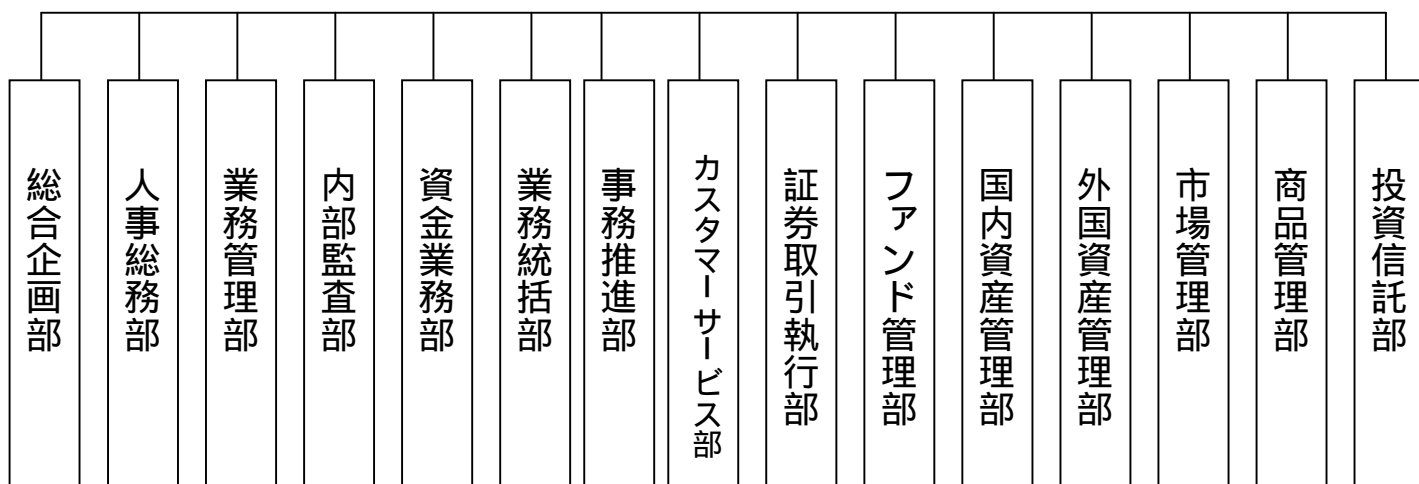 総合企画部
人事総務部
業務管理部
内部監査部
資金業務部
業務統括部
事務推進部
カスタマーサービス部
証券取引執行部
ファンド管理部
国内資産管理部
外国資産管理部
市場管理部
商品管理部
投資信託部